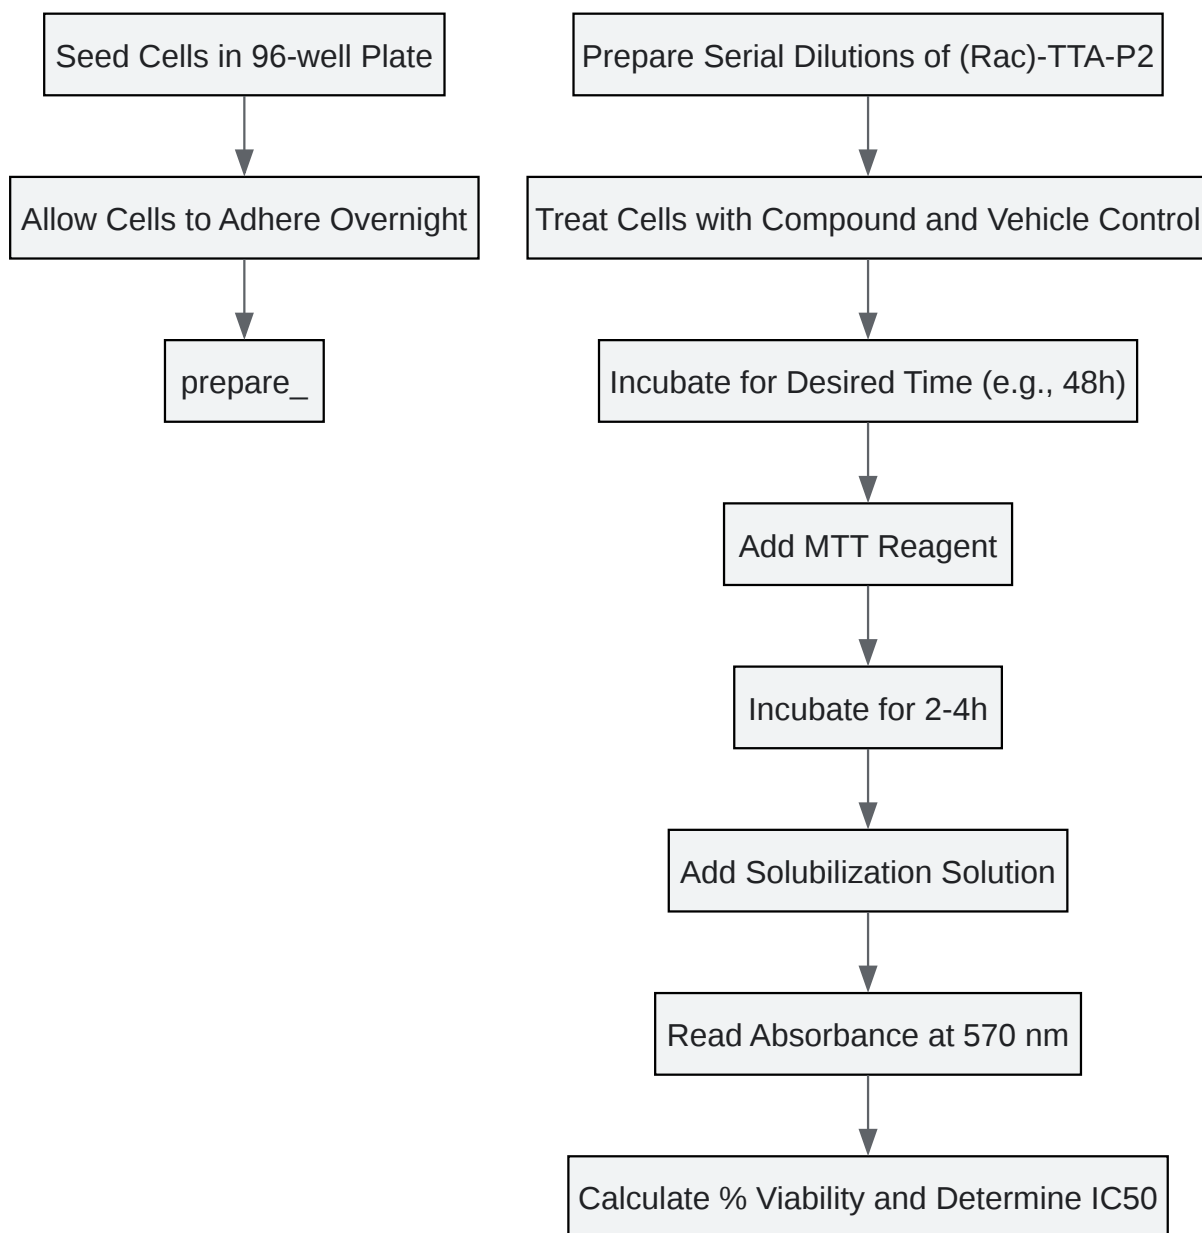 Seed Cells in 96-well Plate
Allow Cells to Adhere Overnight
prepare_
Prepare Serial Dilutions of (Rac)-TTA-P2
Treat Cells with Compound and Vehicle Control
Incubate for Desired Time (e.g., 48h)
Add MTT Reagent
Incubate for 2-4h
Add Solubilization Solution
Read Absorbance at 570 nm
Calculate % Viability and Determine IC50